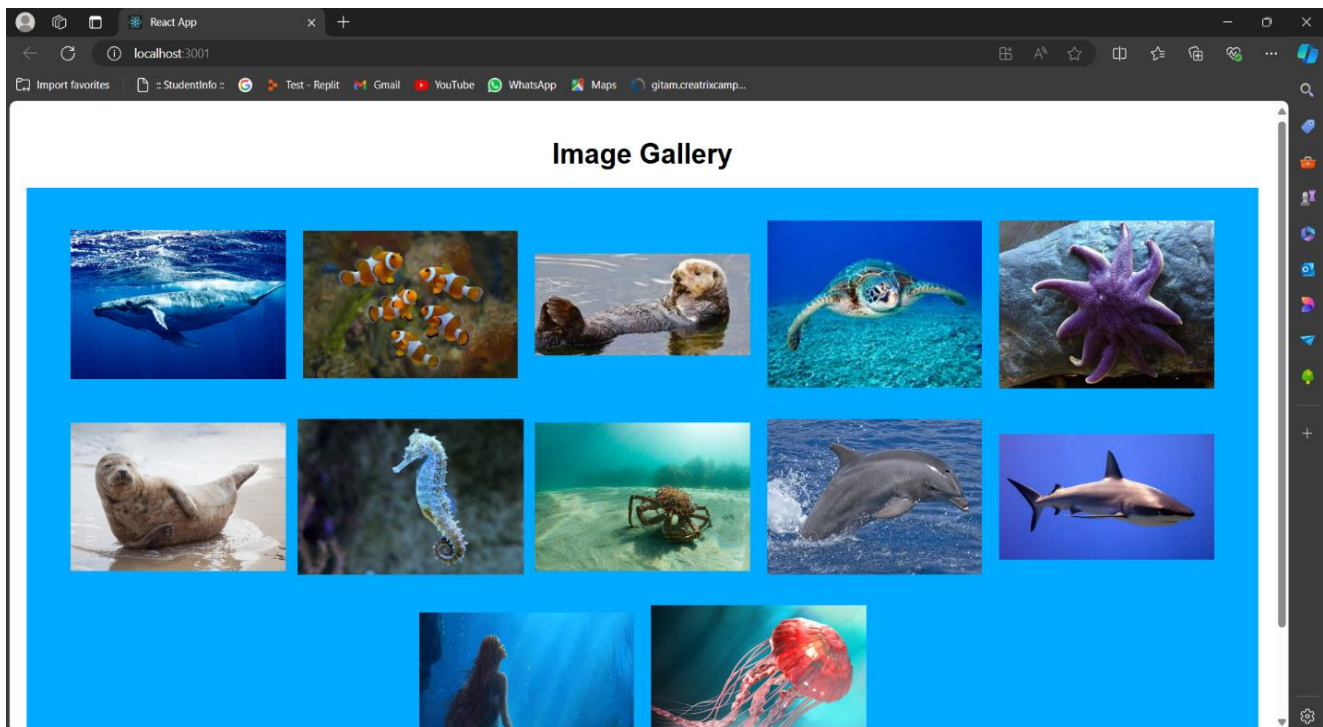 React App
localhost:3001
Import favorites :: StudentInfo :: Test - Replit Gmail YouTube WhatsApp Maps gitam.creatrixcamp...
Image Gallery